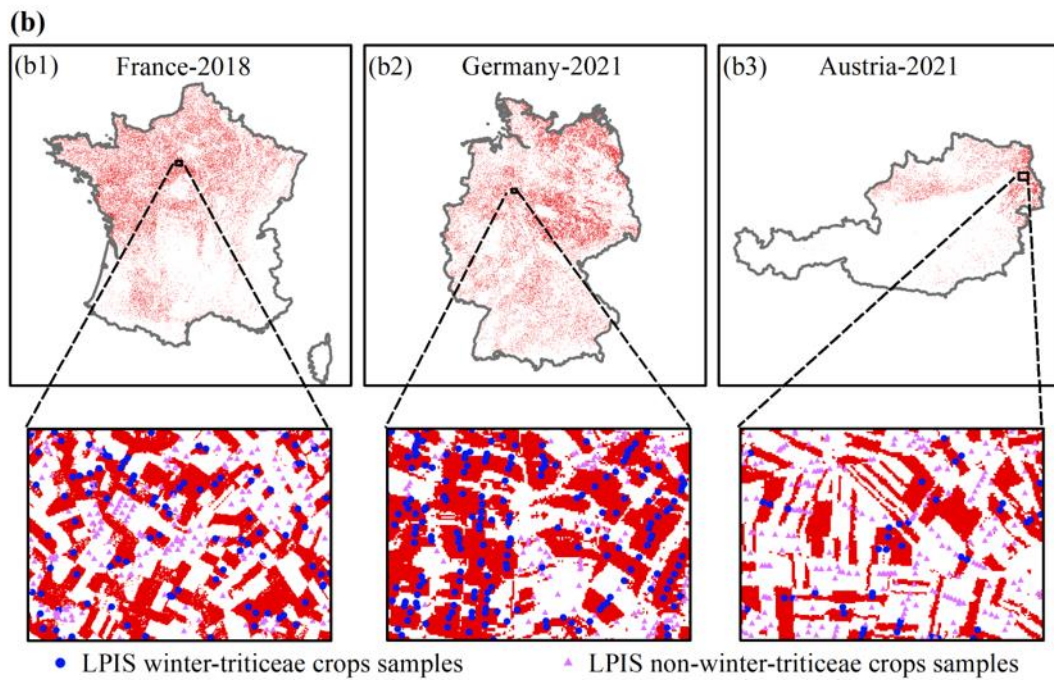 (b)
(b1) France-2018
(b2) Germany-2021
(b3) Austria-2021
LPIS winter-triticeae crops samples
LPIS non-winter-triticeae crops samples